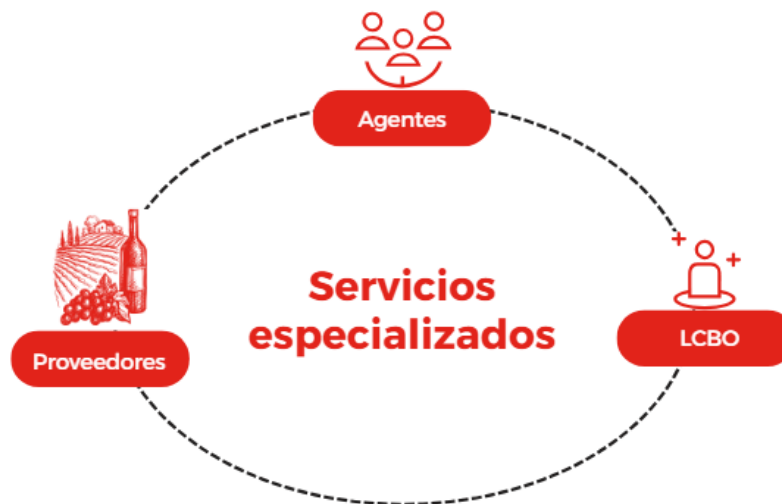 Agentes
Servicios
especializados
Proveedores
LCBO